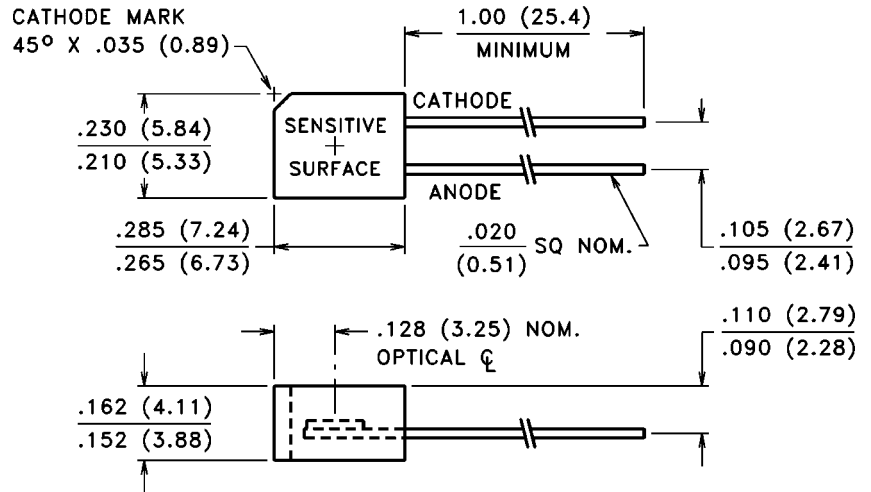 CATHODE MARK
45° X .035 (0.89)
1.00 (25.4)
MINIMUM
CATHODE
.230 (5.84)
.210 (5.33)
SENSITIVE
SURFACE
ANODE
.285 (7.24)
.265 (6.73)
.020
(0.51)
SQ NOM.
.105 (2.67)
.095 (2.41)
.128 (3.25) NOM.
OPTICAL ℄
.110 (2.79)
.090 (2.28)
.162 (4.11)
.152 (3.88)